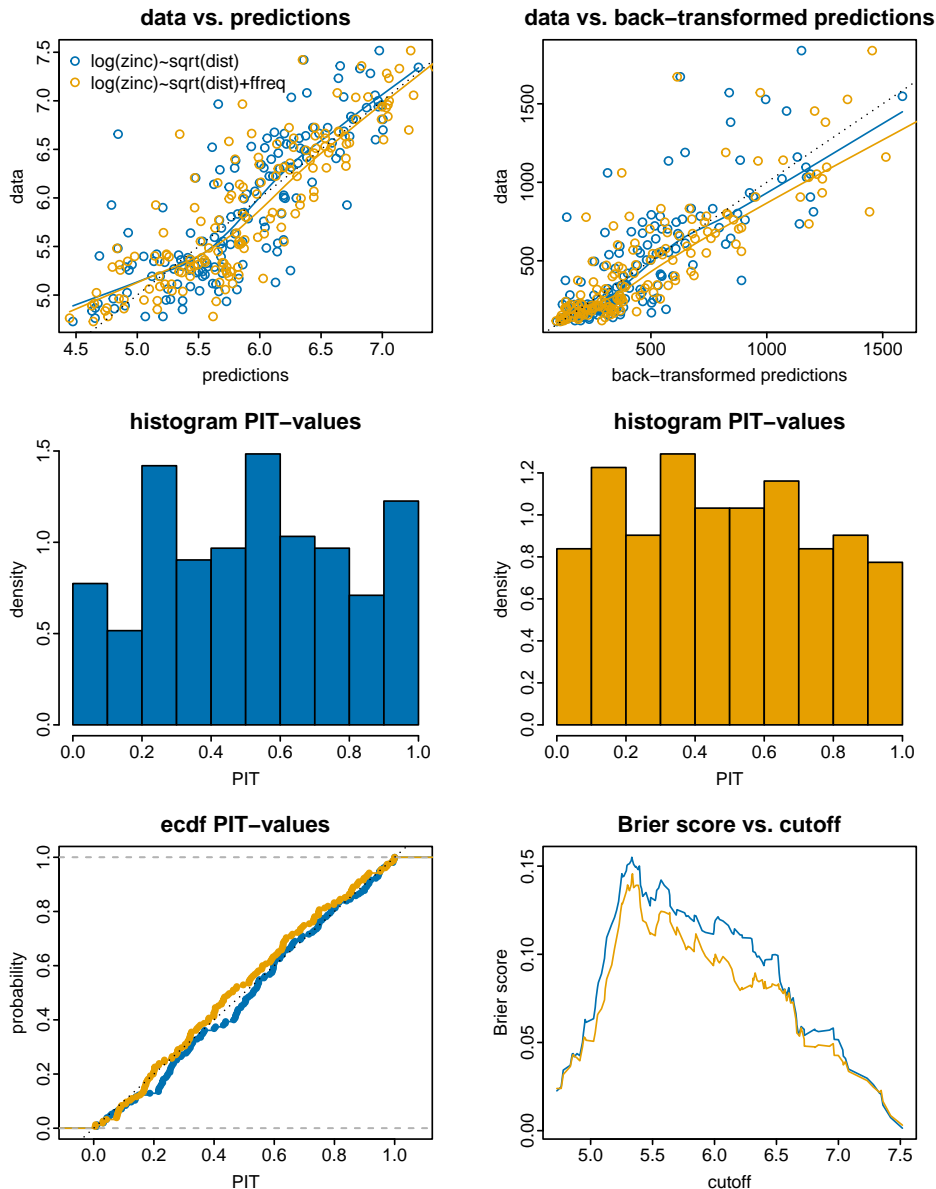 data vs. predictions
data
7.5
7.0
6.5
6.0
5.5
5.0
log(zinc)~sqrt(dist)
log(zinc)~sqrt(dist)+ffreq
4.5 5.0 5.5 6.0 6.5 7.0
predictions
data vs. back−transformed predictions
data
1500
1000
500
500 1000 1500
back−transformed predictions
histogram PIT−values
density
1.5
1.0
0.5
0.0
0.0 0.2 0.4 0.6 0.8 1.0
PIT
histogram PIT−values
density
1.2
1.0
0.8
0.6
0.4
0.2
0.0
0.0 0.2 0.4 0.6 0.8 1.0
PIT
ecdf PIT−values
probability
1.0
0.8
0.6
0.4
0.2
0.0
0.0 0.2 0.4 0.6 0.8 1.0
PIT
Brier score vs. cutoff
Brier score
0.15
0.10
0.05
0.00
5.0 5.5 6.0 6.5 7.0 7.5
cutoff